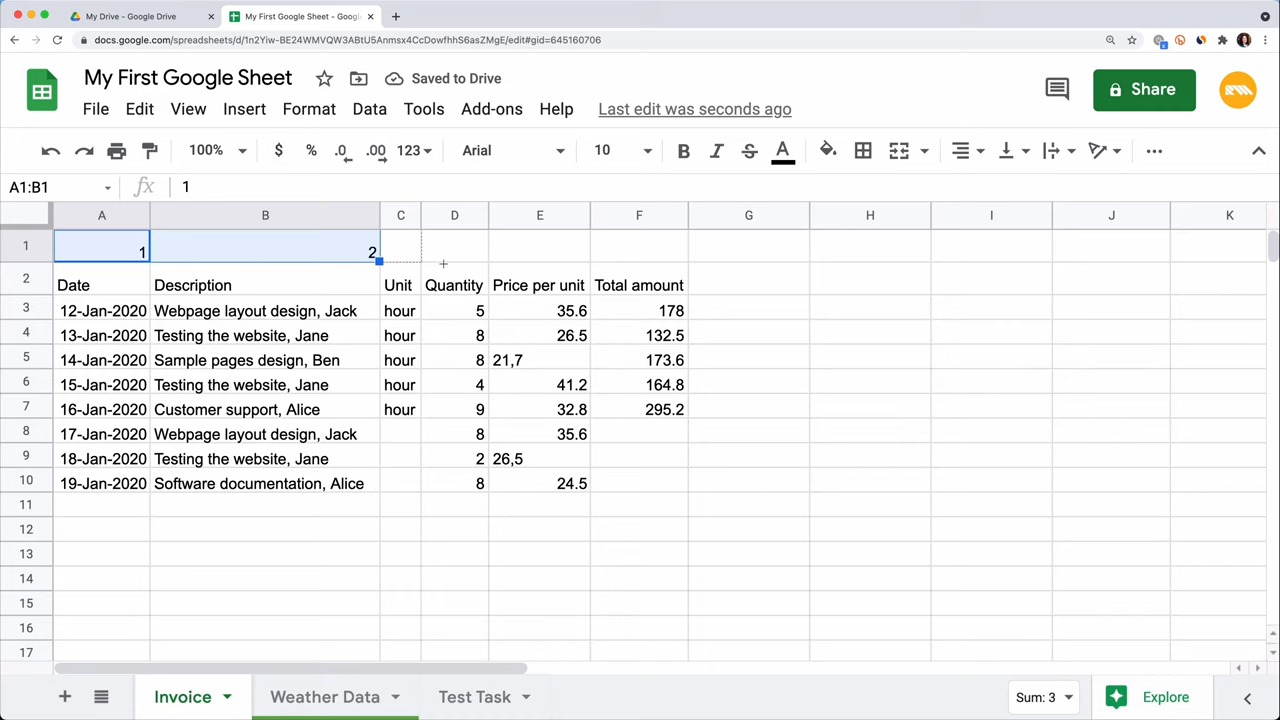 My Drive - Google Drive
My First Google Sheet - Googl
docs.google.com/spreadsheets/d/1n2Yiw-BE24WMVQW3ABtU5Anmsx4CcDowfhhS6asZMgE/edit#gid=645160706
My First Google Sheet
Saved to Drive
File Edit View Insert Format Data Tools Add-ons Help Last edit was seconds ago
Share
100% $ % .0 .00 123 Arial 10 B I S A
A1:B1 fx 1
A B C D E F G H I J K
1 1 2
2 Date Description Unit Quantity Price per unit Total amount
3 12-Jan-2020 Webpage layout design, Jack hour 5 35.6 178
4 13-Jan-2020 Testing the website, Jane hour 8 26.5 132.5
5 14-Jan-2020 Sample pages design, Ben hour 8 21,7 173.6
6 15-Jan-2020 Testing the website, Jane hour 4 41.2 164.8
7 16-Jan-2020 Customer support, Alice hour 9 32.8 295.2
8 17-Jan-2020 Webpage layout design, Jack 8 35.6
9 18-Jan-2020 Testing the website, Jane 2 26,5
10 19-Jan-2020 Software documentation, Alice 8 24.5
11
12
13
14
15
16
17
Invoice Weather Data Test Task Sum: 3 Explore